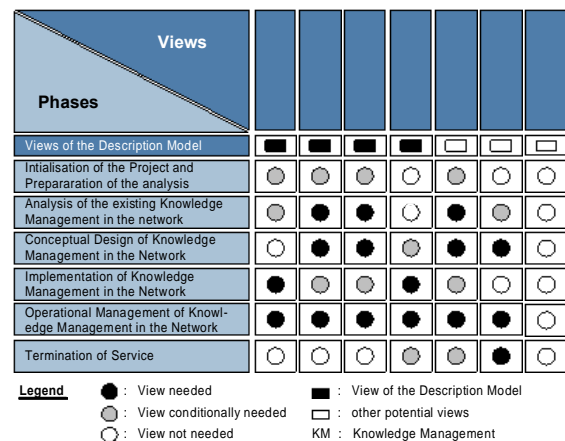 Views
Phases
Views of the Description Model
Intialisation of the Project and
Prepararation of the analysis
Analysis of the existing Knowledge
Management in the network
Conceptual Design of Knowledge
Management in the Network
Implementation of Knowledge
Management in the Network
Operational Management of Knowl-
edge Management in the Network
Termination of Service
Legend
: View needed
: View of the Description Model
: View conditionally needed
: other potential views
: View not needed
KM : Knowledge Management